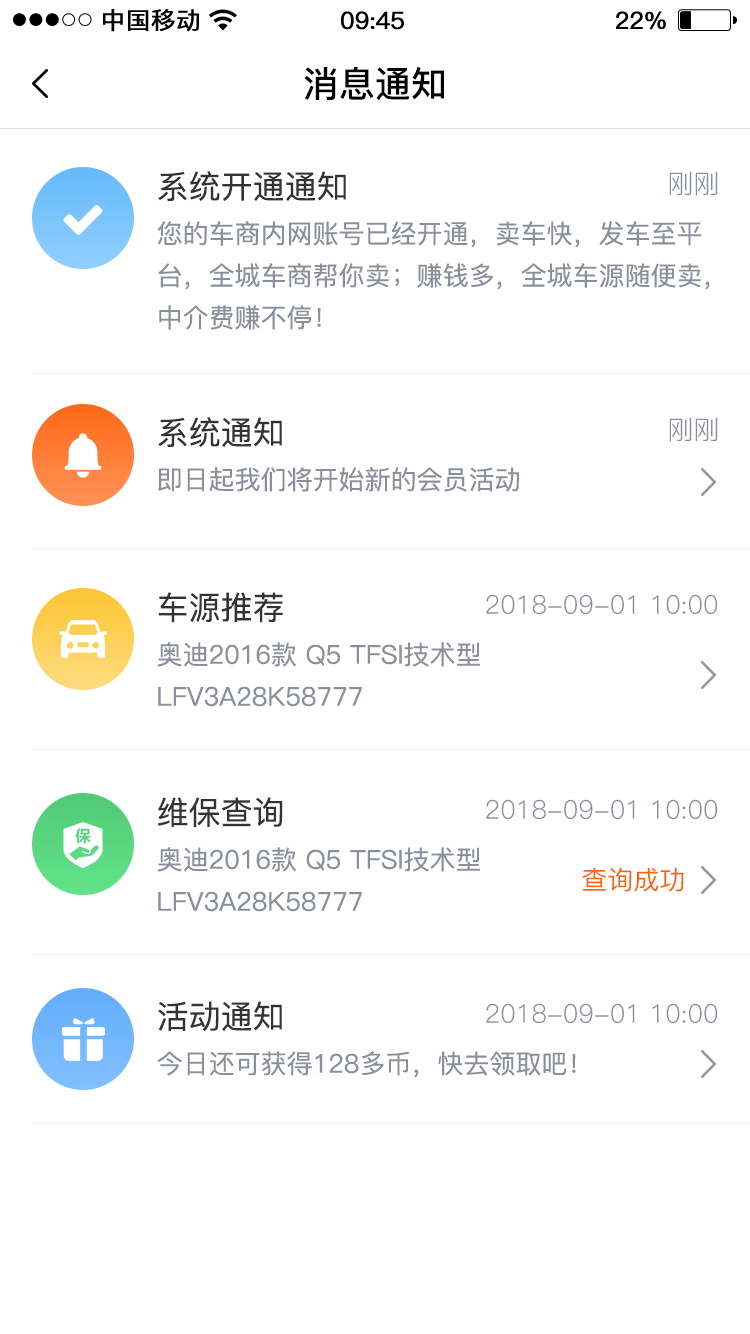 中国移动 09:45 22%
消息通知
系统开通通知 刚刚
您的车商内网账号已经开通，卖车快，发车至平
台，全城车商帮你卖；赚钱多，全城车源随便卖，
中介费赚不停！
系统通知 刚刚
即日起我们将开始新的会员活动
车源推荐 2018-09-01 10:00
奥迪2016款 Q5 TFSI技术型
LFV3A28K58777
维保查询 2018-09-01 10:00
保
奥迪2016款 Q5 TFSI技术型
查询成功
LFV3A28K58777
活动通知 2018-09-01 10:00
今日还可获得128多币，快去领取吧！